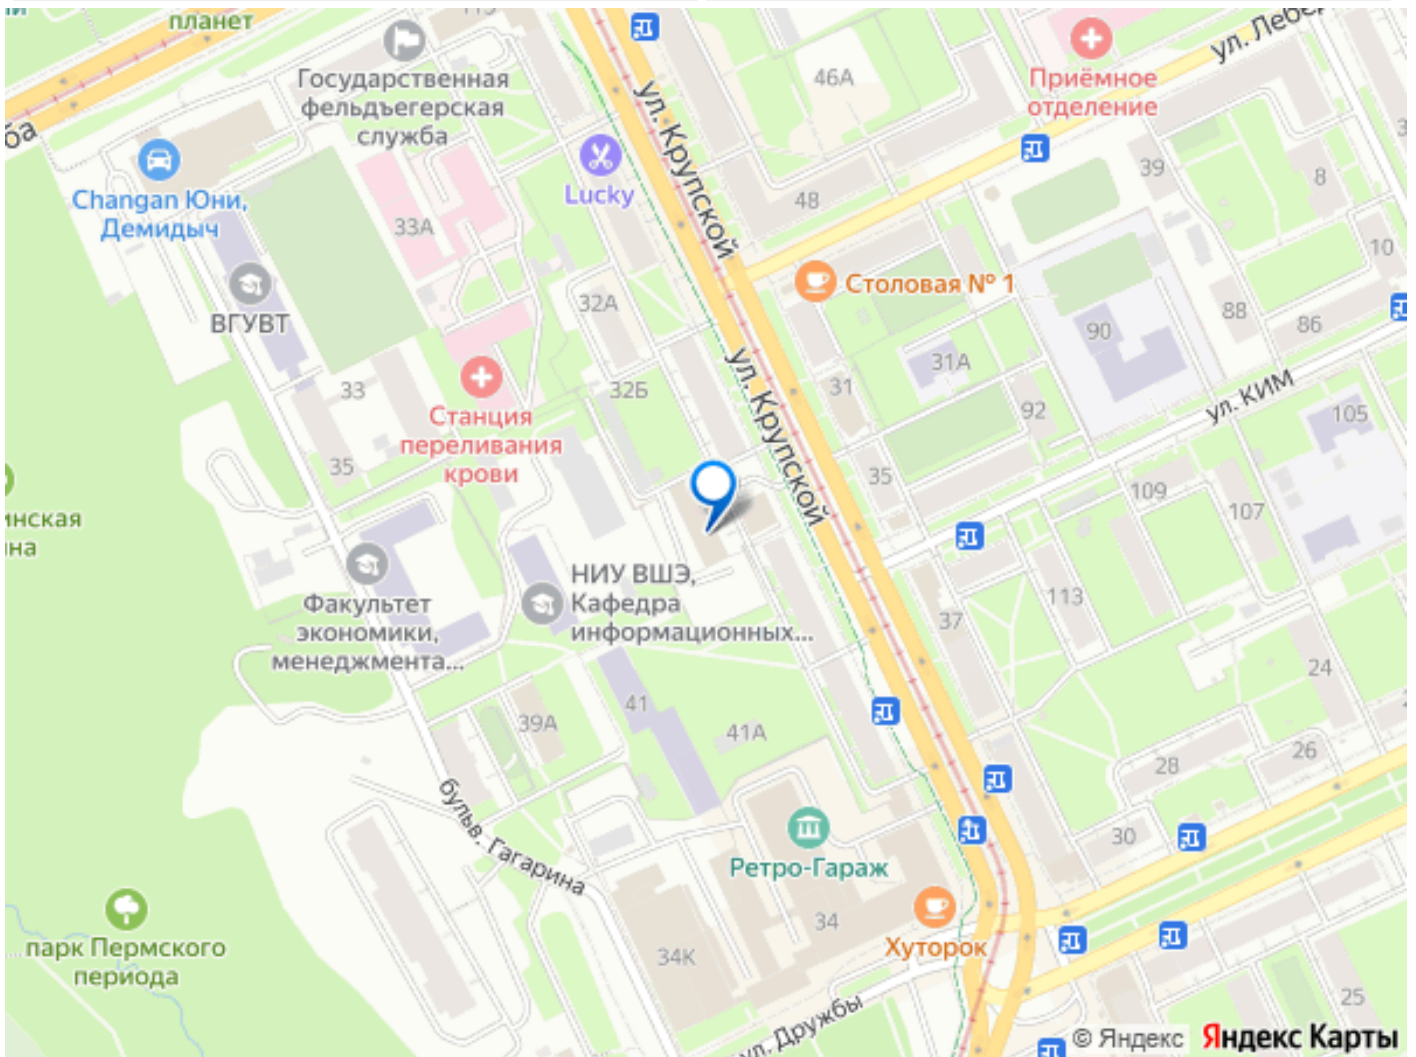 планет
46А
ул. Лебе
Приёмное
отделение
Государственная
фельдъегерская
служба
ба
ул. Крупской
39
8
Changan Юни,
Демидыч
Lucky
48
33А
10
Столовая № 1
32А
ВГУВТ
88
86
90
ул. Крупской
31А
33
32Б
31
ул. КИМ
92
105
Станция
переливания
крови
35
35
109
107
инская
на
НИУ ВШЭ,
Кафедра
информационных...
Факультет
экономики,
менеджмента...
113
37
24
41
39А
41А
26
28
бульв. Гагарина
30
Ретро-Гараж
34
Хуторок
парк Пермского
периода
34К
25
ул. Дружбы
© Яндекс Яндекс Карты